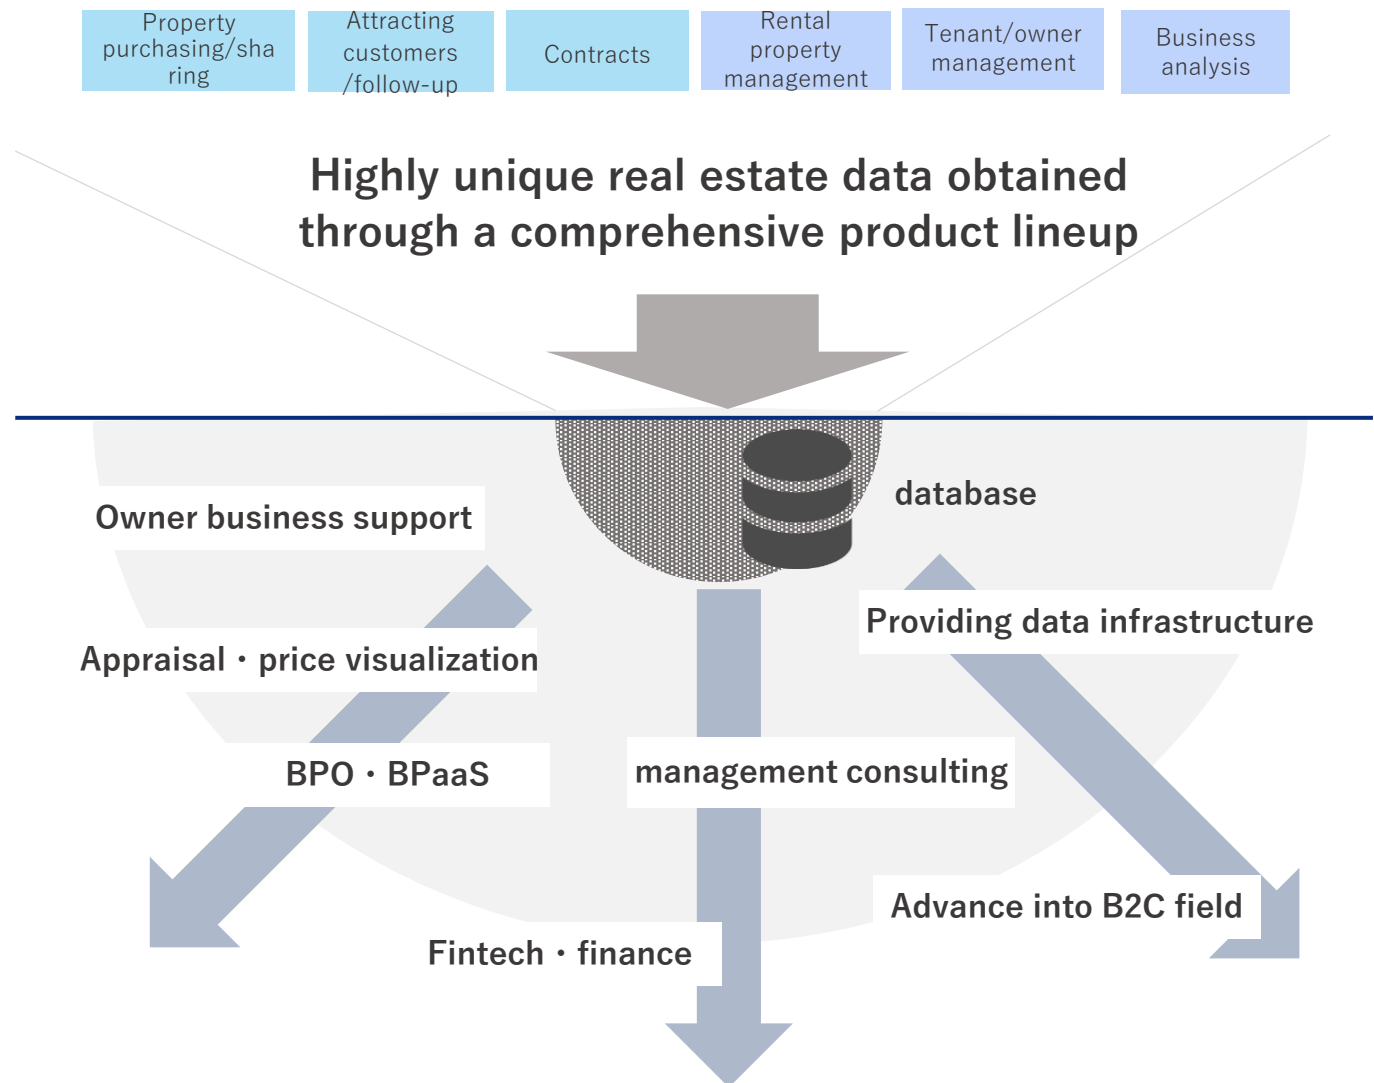 Property
purchasing/sha
ring
Attracting
customers
/follow-up
Contracts
Rental
property
management
Tenant/owner
management
Business
analysis
Highly unique real estate data obtained
through a comprehensive product lineup
database
Owner business support
Providing data infrastructure
Appraisal・price visualization
BPO・BPaaS
management consulting
Advance into B2C field
Fintech・finance